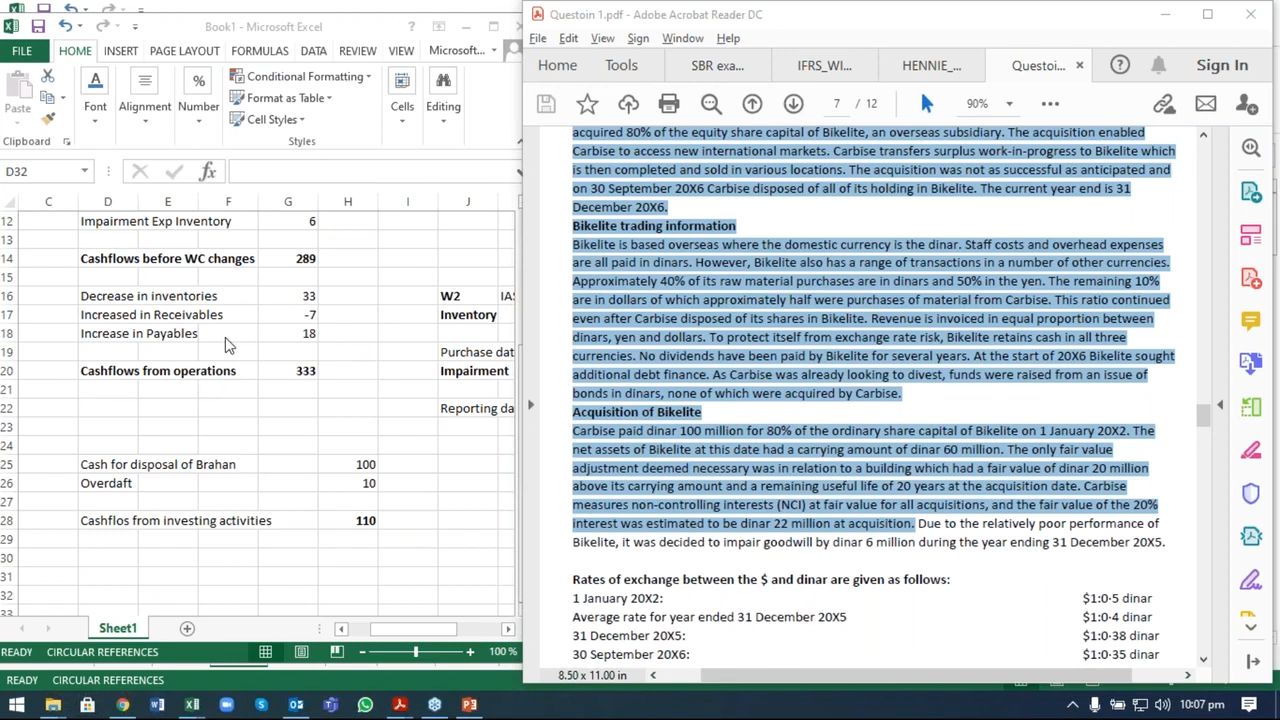 Book1 - Microsoft Excel
FILE HOME INSERT PAGE LAYOUT FORMULAS DATA REVIEW VIEW Microsoft...
Paste
Font
Alignment
Number
Conditional Formatting
Format as Table
Cell Styles
Cells
Editing
Clipboard
Styles
D32
C D E F G H I J
12 Impairment Exp Inventory 6
13
14 Cashflows before WC changes 289
15
16 Decrease in inventories 33 W2 IAS
17 Increased in Receivables -7 Inventory
18 Increase in Payables 18
19 Purchase dat
20 Cashflows from operations 333 Impairment
21
22 Reporting da
23
24
25 Cash for disposal of Brahan 100
26 Overdaft 10
27
28 Cashflos from investing activities 110
29
30
31
32
33
Sheet1
READY CIRCULAR REFERENCES 100 %
READY CIRCULAR REFERENCES
Questoin 1.pdf - Adobe Acrobat Reader DC
File Edit View Sign Window Help
Home Tools SBR exa... IFRS_WI... HENNIE_... Questoi... Sign In
7 / 12 90%
acquired 80% of the equity share capital of Bikelite, an overseas subsidiary. The acquisition enabled
Carbise to access new international markets. Carbise transfers surplus work-in-progress to Bikelite which
is then completed and sold in various locations. The acquisition was not as successful as anticipated and
on 30 September 20X6 Carbise disposed of all of its holding in Bikelite. The current year end is 31
December 20X6.
Bikelite trading information
Bikelite is based overseas where the domestic currency is the dinar. Staff costs and overhead expenses
are all paid in dinars. However, Bikelite also has a range of transactions in a number of other currencies.
Approximately 40% of its raw material purchases are in dinars and 50% in the yen. The remaining 10%
are in dollars of which approximately half were purchases of material from Carbise. This ratio continued
even after Carbise disposed of its shares in Bikelite. Revenue is invoiced in equal proportion between
dinars, yen and dollars. To protect itself from exchange rate risk, Bikelite retains cash in all three
currencies. No dividends have been paid by Bikelite for several years. At the start of 20X6 Bikelite sought
additional debt finance. As Carbise was already looking to divest, funds were raised from an issue of
bonds in dinars, none of which were acquired by Carbise.
Acquisition of Bikelite
Carbise paid dinar 100 million for 80% of the ordinary share capital of Bikelite on 1 January 20X2. The
net assets of Bikelite at this date had a carrying amount of dinar 60 million. The only fair value
adjustment deemed necessary was in relation to a building which had a fair value of dinar 20 million
above its carrying amount and a remaining useful life of 20 years at the acquisition date. Carbise
measures non-controlling interests (NCI) at fair value for all acquisitions, and the fair value of the 20%
interest was estimated to be dinar 22 million at acquisition. Due to the relatively poor performance of
Bikelite, it was decided to impair goodwill by dinar 6 million during the year ending 31 December 20X5.
Rates of exchange between the $ and dinar are given as follows:
1 January 20X2: $1:0·5 dinar
Average rate for year ended 31 December 20X5 $1:0·4 dinar
31 December 20X5: $1:0·38 dinar
30 September 20X6: $1:0·35 dinar
8.50 x 11.00 in
10:07 pm